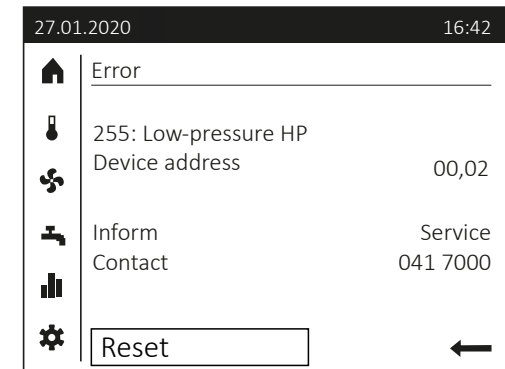 27.01.2020 16:42
Error
255: Low-pressure HP
Device address 00,02
Inform Service
Contact 041 7000
Reset